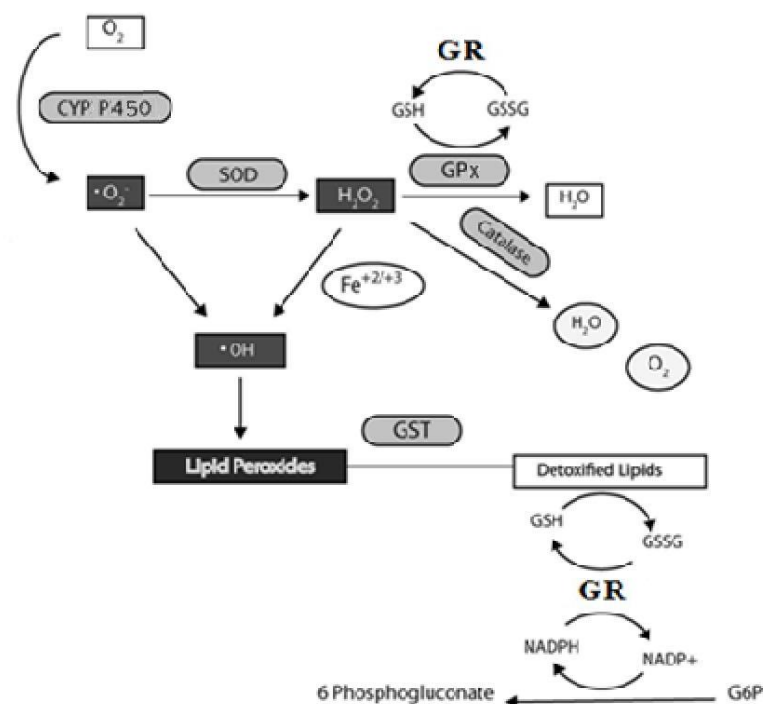 O₂
GR
CYP P450
GSH GSSG
SOD
GPx
•O₂⁻
H₂O₂
H₂O
Catalase
Fe⁺²/⁺³
H₂O
•OH
O₂
GST
Lipid Peroxides
Detoxified Lipids
GSH
GSSG
GR
NADPH
NADP+
6 Phosphogluconate G6P